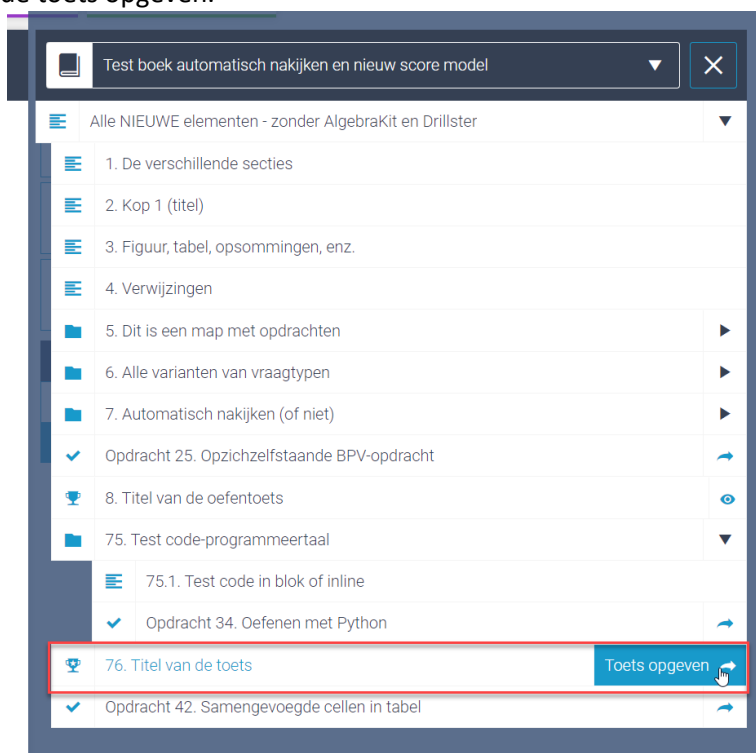 de toets opgeven.
Test boek automatisch nakijken en nieuw score model
Alle NIEUWE elementen - zonder AlgebraKit en Drillster
1. De verschillende secties
2. Kop 1 (titel)
3. Figuur, tabel, opsommingen, enz.
4. Verwijzingen
5. Dit is een map met opdrachten
6. Alle varianten van vraagtypen
7. Automatisch nakijken (of niet)
Opdracht 25. Opzichzelfstaande BPV-opdracht
8. Titel van de oefentoets
75. Test code-programmeertaal
75.1. Test code in blok of inline
Opdracht 34. Oefenen met Python
76. Titel van de toets Toets opgeven
Opdracht 42. Samengevoegde cellen in tabel